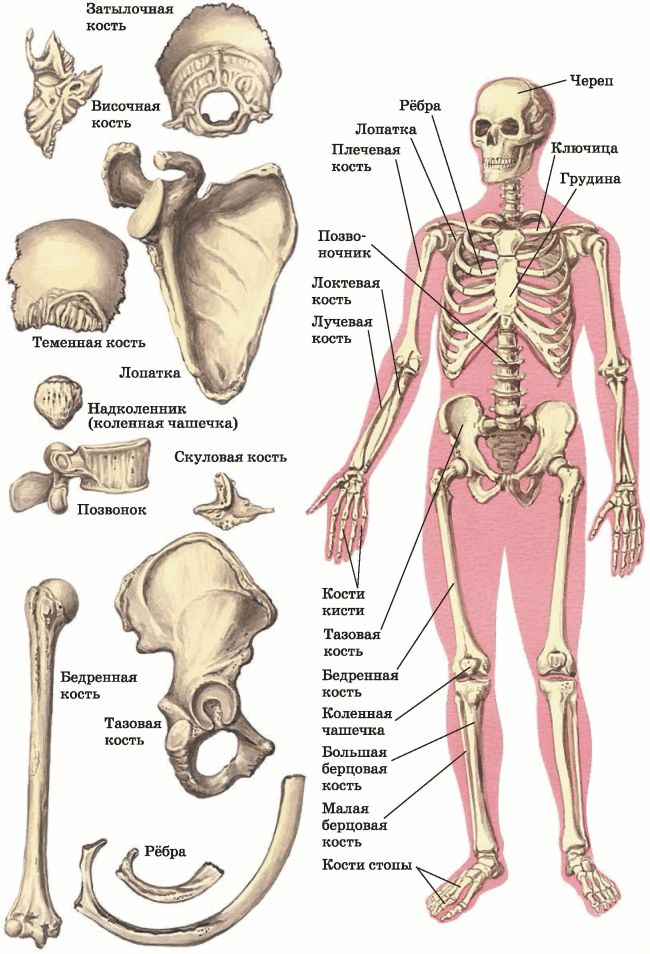 Затылочная
кость
Височная
кость
Теменная кость
Лопатка
Надколенник
(коленная чашечка)
Скуловая кость
Позвонок
Бедренная
кость
Тазовая
кость
Рёбра
Череп
Рёбра
Лопатка
Плечевая
кость
Ключица
Грудина
Позво-
ночник
Локтевая
кость
Лучевая
кость
Кости
кисти
Тазовая
кость
Бедренная
кость
Коленная
чашечка
Большая
берцовая
кость
Малая
берцовая
кость
Кости стопы